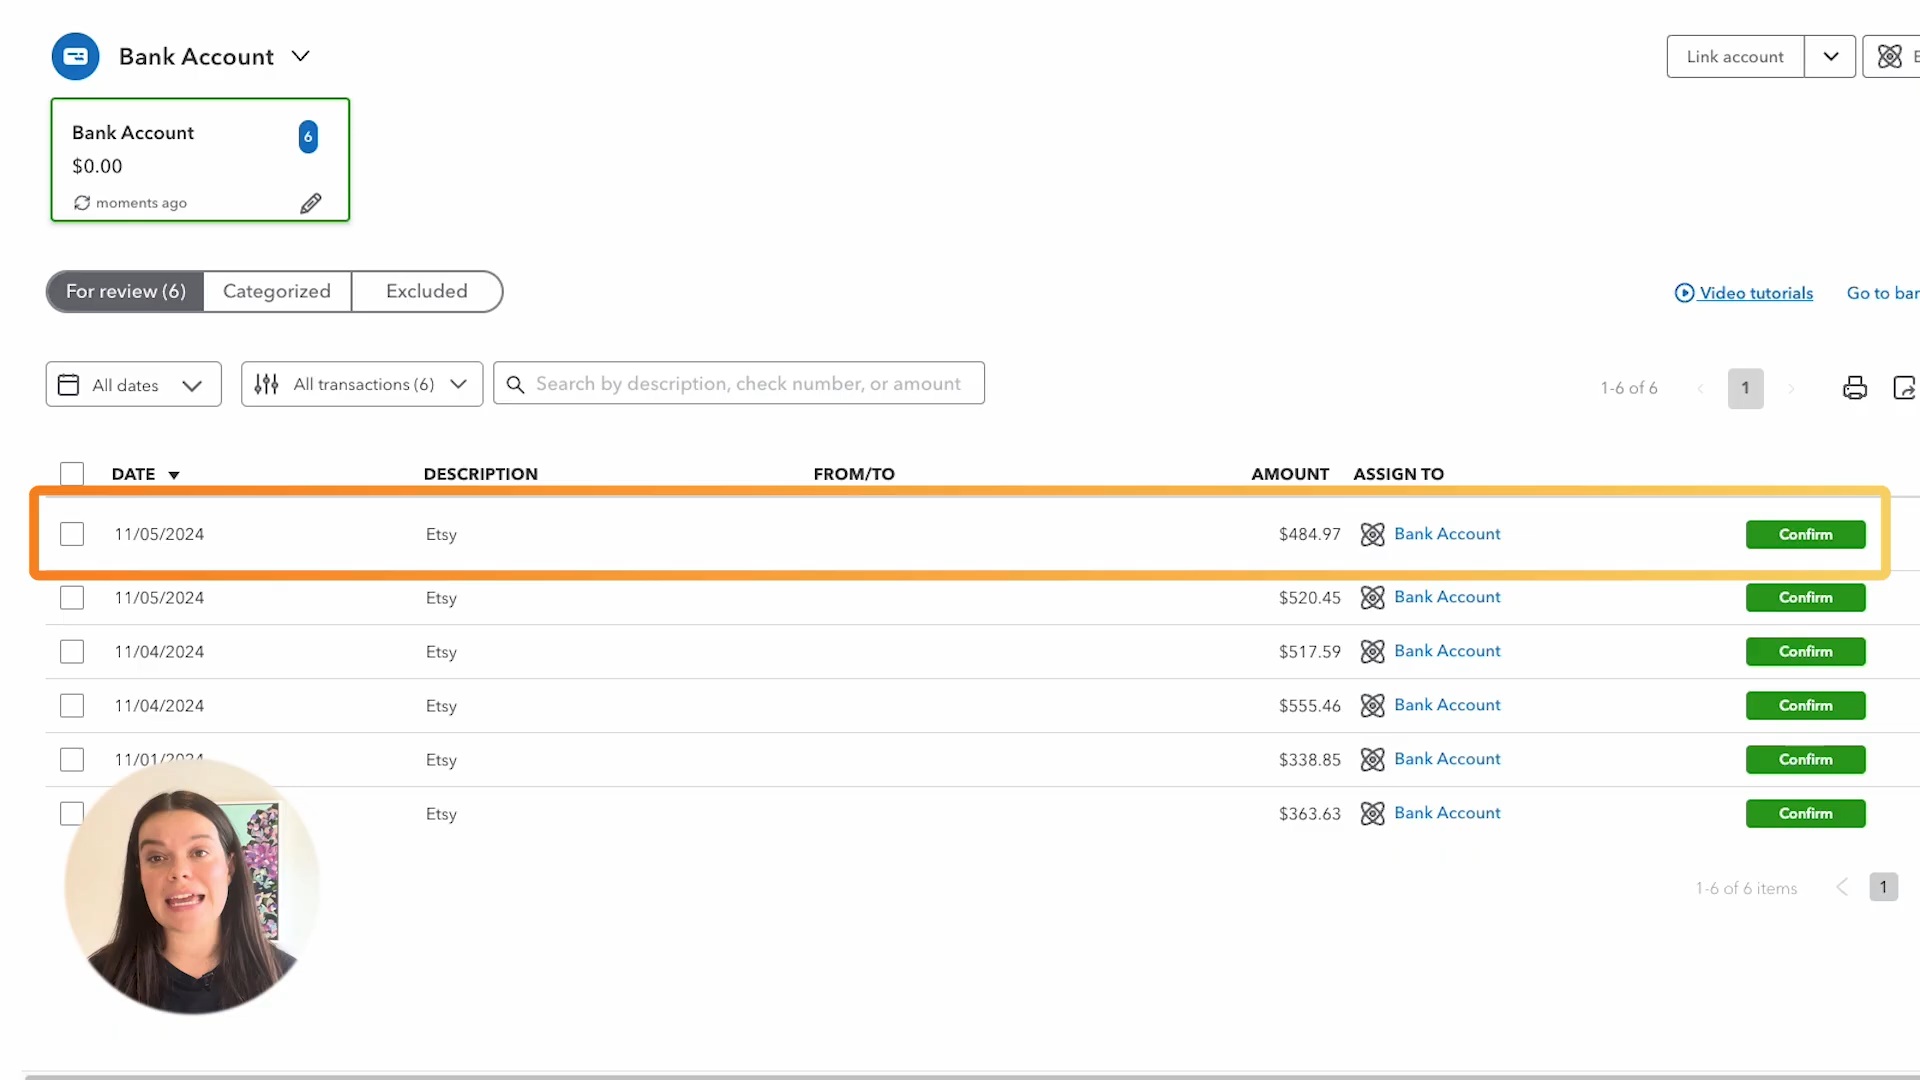 Bank Account
Link account
Bank Account
6
$0.00
moments ago
For review (6) Categorized Excluded
Video tutorials Go to
All dates All transactions (6) Search by description, check number, or amount 1-6 of 6 1
DATE DESCRIPTION FROM/TO AMOUNT ASSIGN TO
11/05/2024 Etsy $484.97 Bank Account Confirm
11/05/2024 Etsy $520.45 Bank Account Confirm
11/04/2024 Etsy $517.59 Bank Account Confirm
11/04/2024 Etsy $555.46 Bank Account Confirm
11/01/2024 Etsy $338.85 Bank Account Confirm
Etsy $363.63 Bank Account Confirm
1-6 of 6 items 1